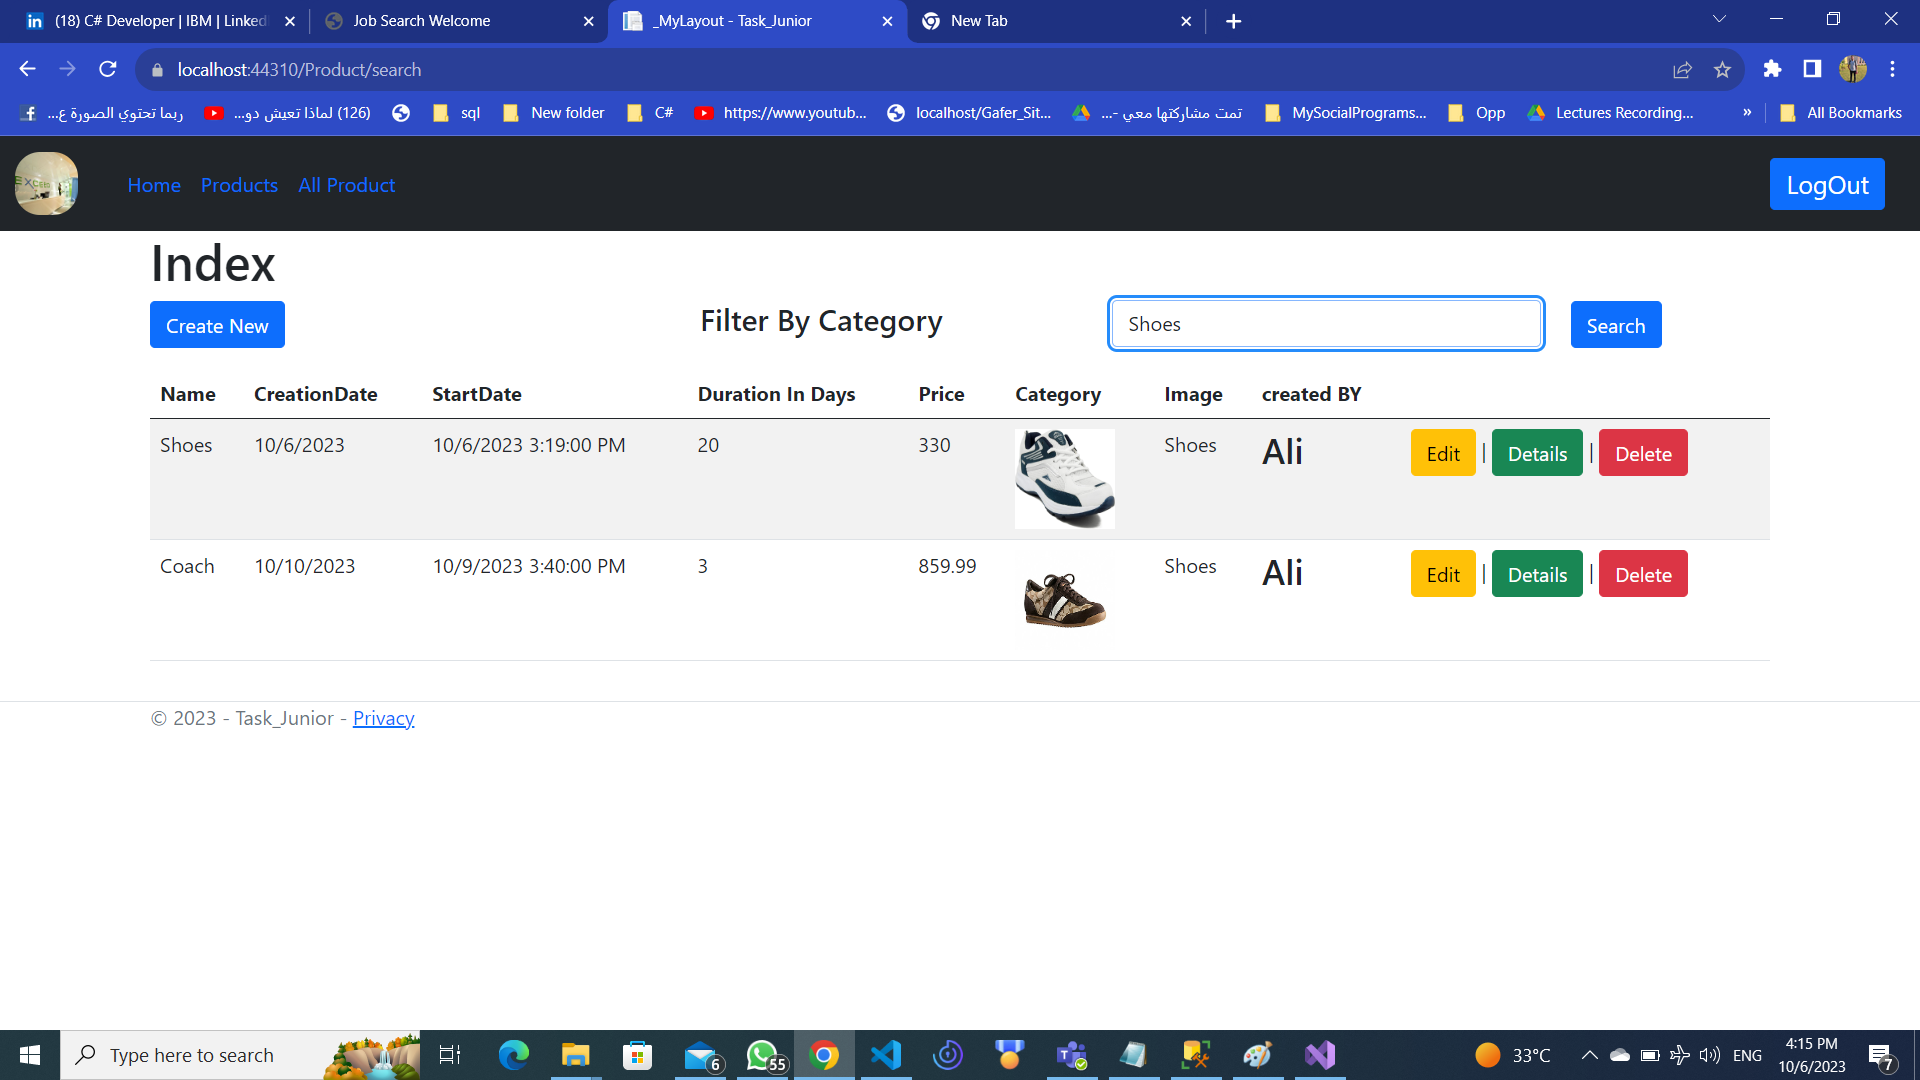 (18) C# Developer | IBM | Linked
Job Search Welcome
_MyLayout - Task_Junior
New Tab
localhost:44310/Product/search
ربما تحتوي الصورة ع...
(126) لماذا تعيش دو...
sql
New folder
C#
https://www.youtub...
localhost/Gafer_Sit...
تمت مشاركتها معي -...
MySocialPrograms...
Opp
Lectures Recording...
»
All Bookmarks
Home
Products
All Product
LogOut
Index
Create New
Filter By Category
Shoes
Search
Name CreationDate StartDate Duration In Days Price Category Image created BY
Shoes 10/6/2023 10/6/2023 3:19:00 PM 20 330 Shoes Ali Edit | Details | Delete
Coach 10/10/2023 10/9/2023 3:40:00 PM 3 859.99 Shoes Ali Edit | Details | Delete
© 2023 - Task_Junior - Privacy
Type here to search
6
55
33°C
ENG
4:15 PM
10/6/2023
7